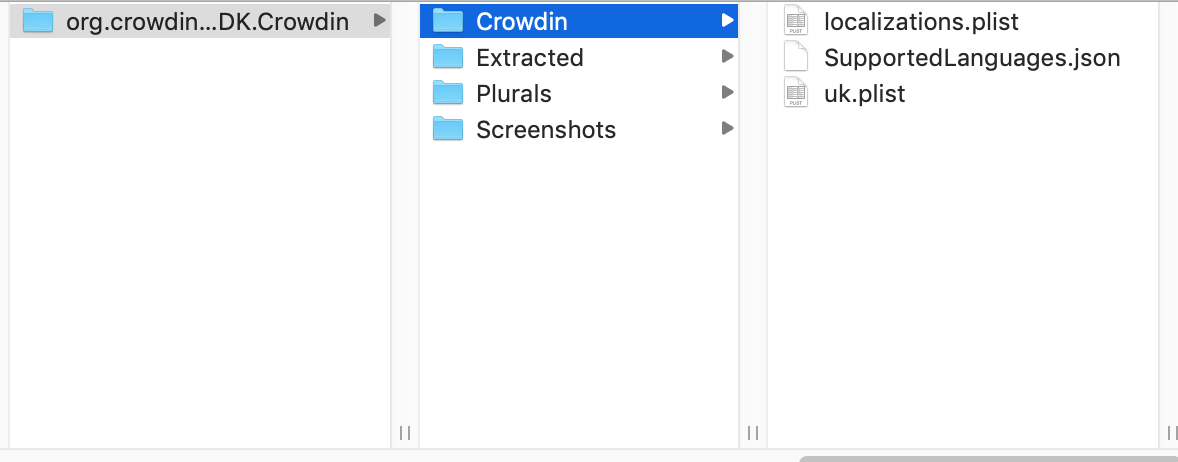 org.crowdin...DK.Crowdin
Crowdin
Extracted
Plurals
Screenshots
localizations.plist
SupportedLanguages.json
uk.plist